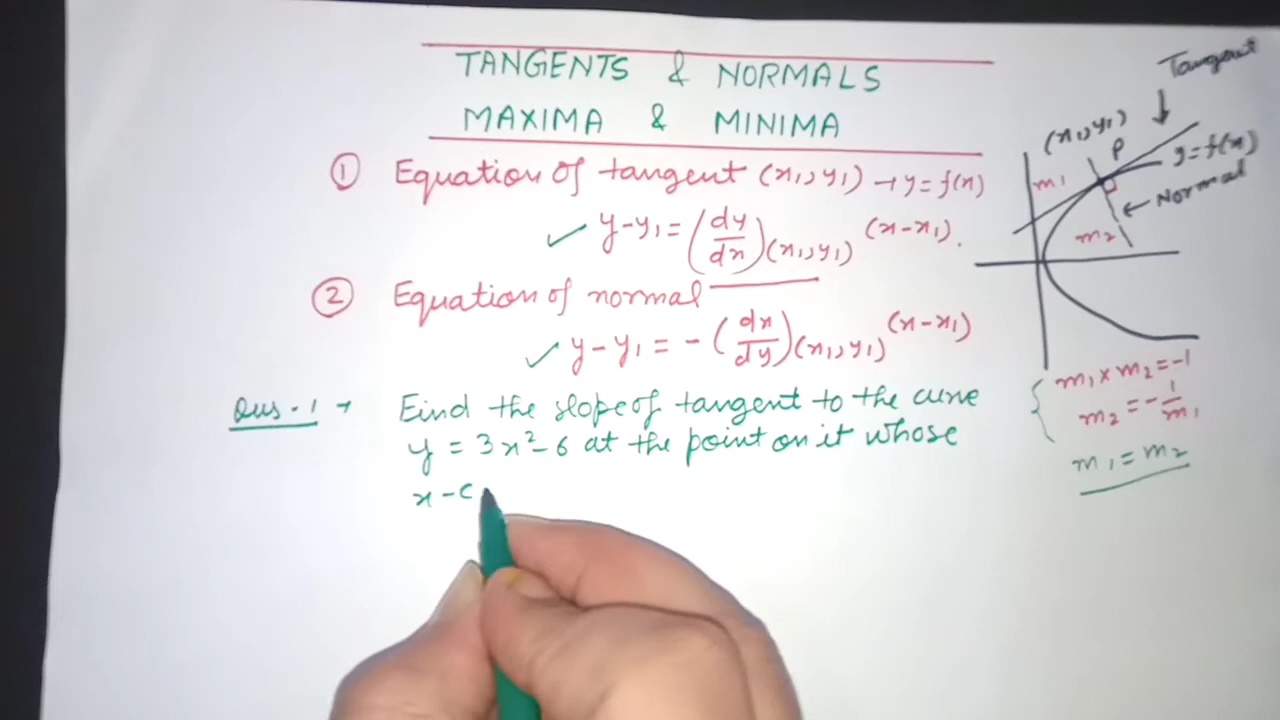 TANGENTS & NORMALS
MAXIMA & MINIMA
① Equation of tangent (x₁,y₁) → y=f(x)
✓ y-y₁ = (dy/dx)(x₁,y₁) (x-x₁).
② Equation of normal
✓ y-y₁ = -(dx/dy)(x₁,y₁) (x-x₁)
Qus.1 → Find the slope of tangent to the curve
y = 3x²-6 at the point on it whose
x-c
Tangent
(x₁,y₁)
P
y=f(x)
m₁
Normal
m₂
m₁ × m₂ = -1
m₂ = -1/m₁
m₁ = m₂